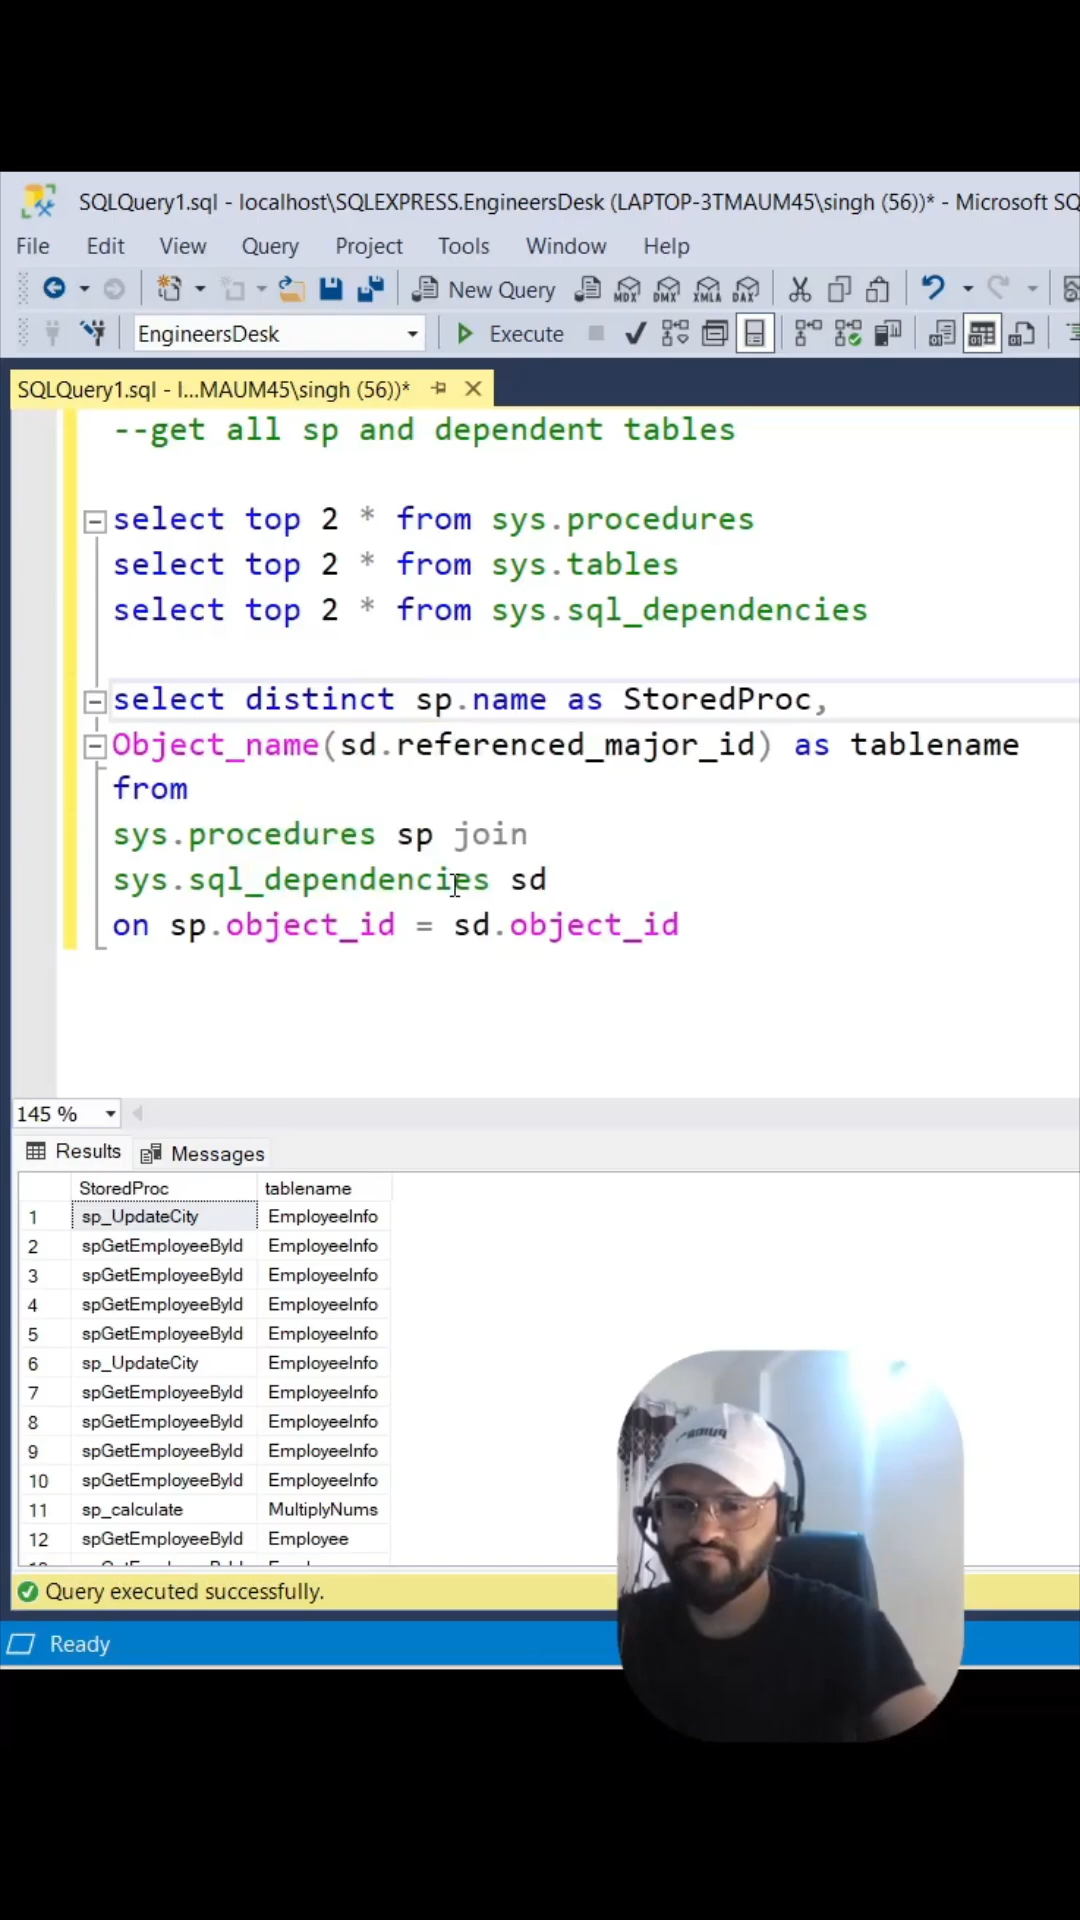 SQLQuery1.sql - localhost\SQLEXPRESS.EngineersDesk (LAPTOP-3TMAUM45\singh (56))* - Microsoft SQ
File Edit View Query Project Tools Window Help
New Query MDX DMX XMLA DAX
EngineersDesk Execute
SQLQuery1.sql - l...MAUM45\singh (56))*
--get all sp and dependent tables
select top 2 * from sys.procedures
select top 2 * from sys.tables
select top 2 * from sys.sql_dependencies
select distinct sp.name as StoredProc,
Object_name(sd.referenced_major_id) as tablename
from
sys.procedures sp join
sys.sql_dependencies sd
on sp.object_id = sd.object_id
145 %
Results Messages
StoredProc tablename
1 sp_UpdateCity EmployeeInfo
2 spGetEmployeeById EmployeeInfo
3 spGetEmployeeById EmployeeInfo
4 spGetEmployeeById EmployeeInfo
5 spGetEmployeeById EmployeeInfo
6 sp_UpdateCity EmployeeInfo
7 spGetEmployeeById EmployeeInfo
8 spGetEmployeeById EmployeeInfo
9 spGetEmployeeById EmployeeInfo
10 spGetEmployeeById EmployeeInfo
11 sp_calculate MultiplyNums
12 spGetEmployeeById Employee
Query executed successfully.
Ready